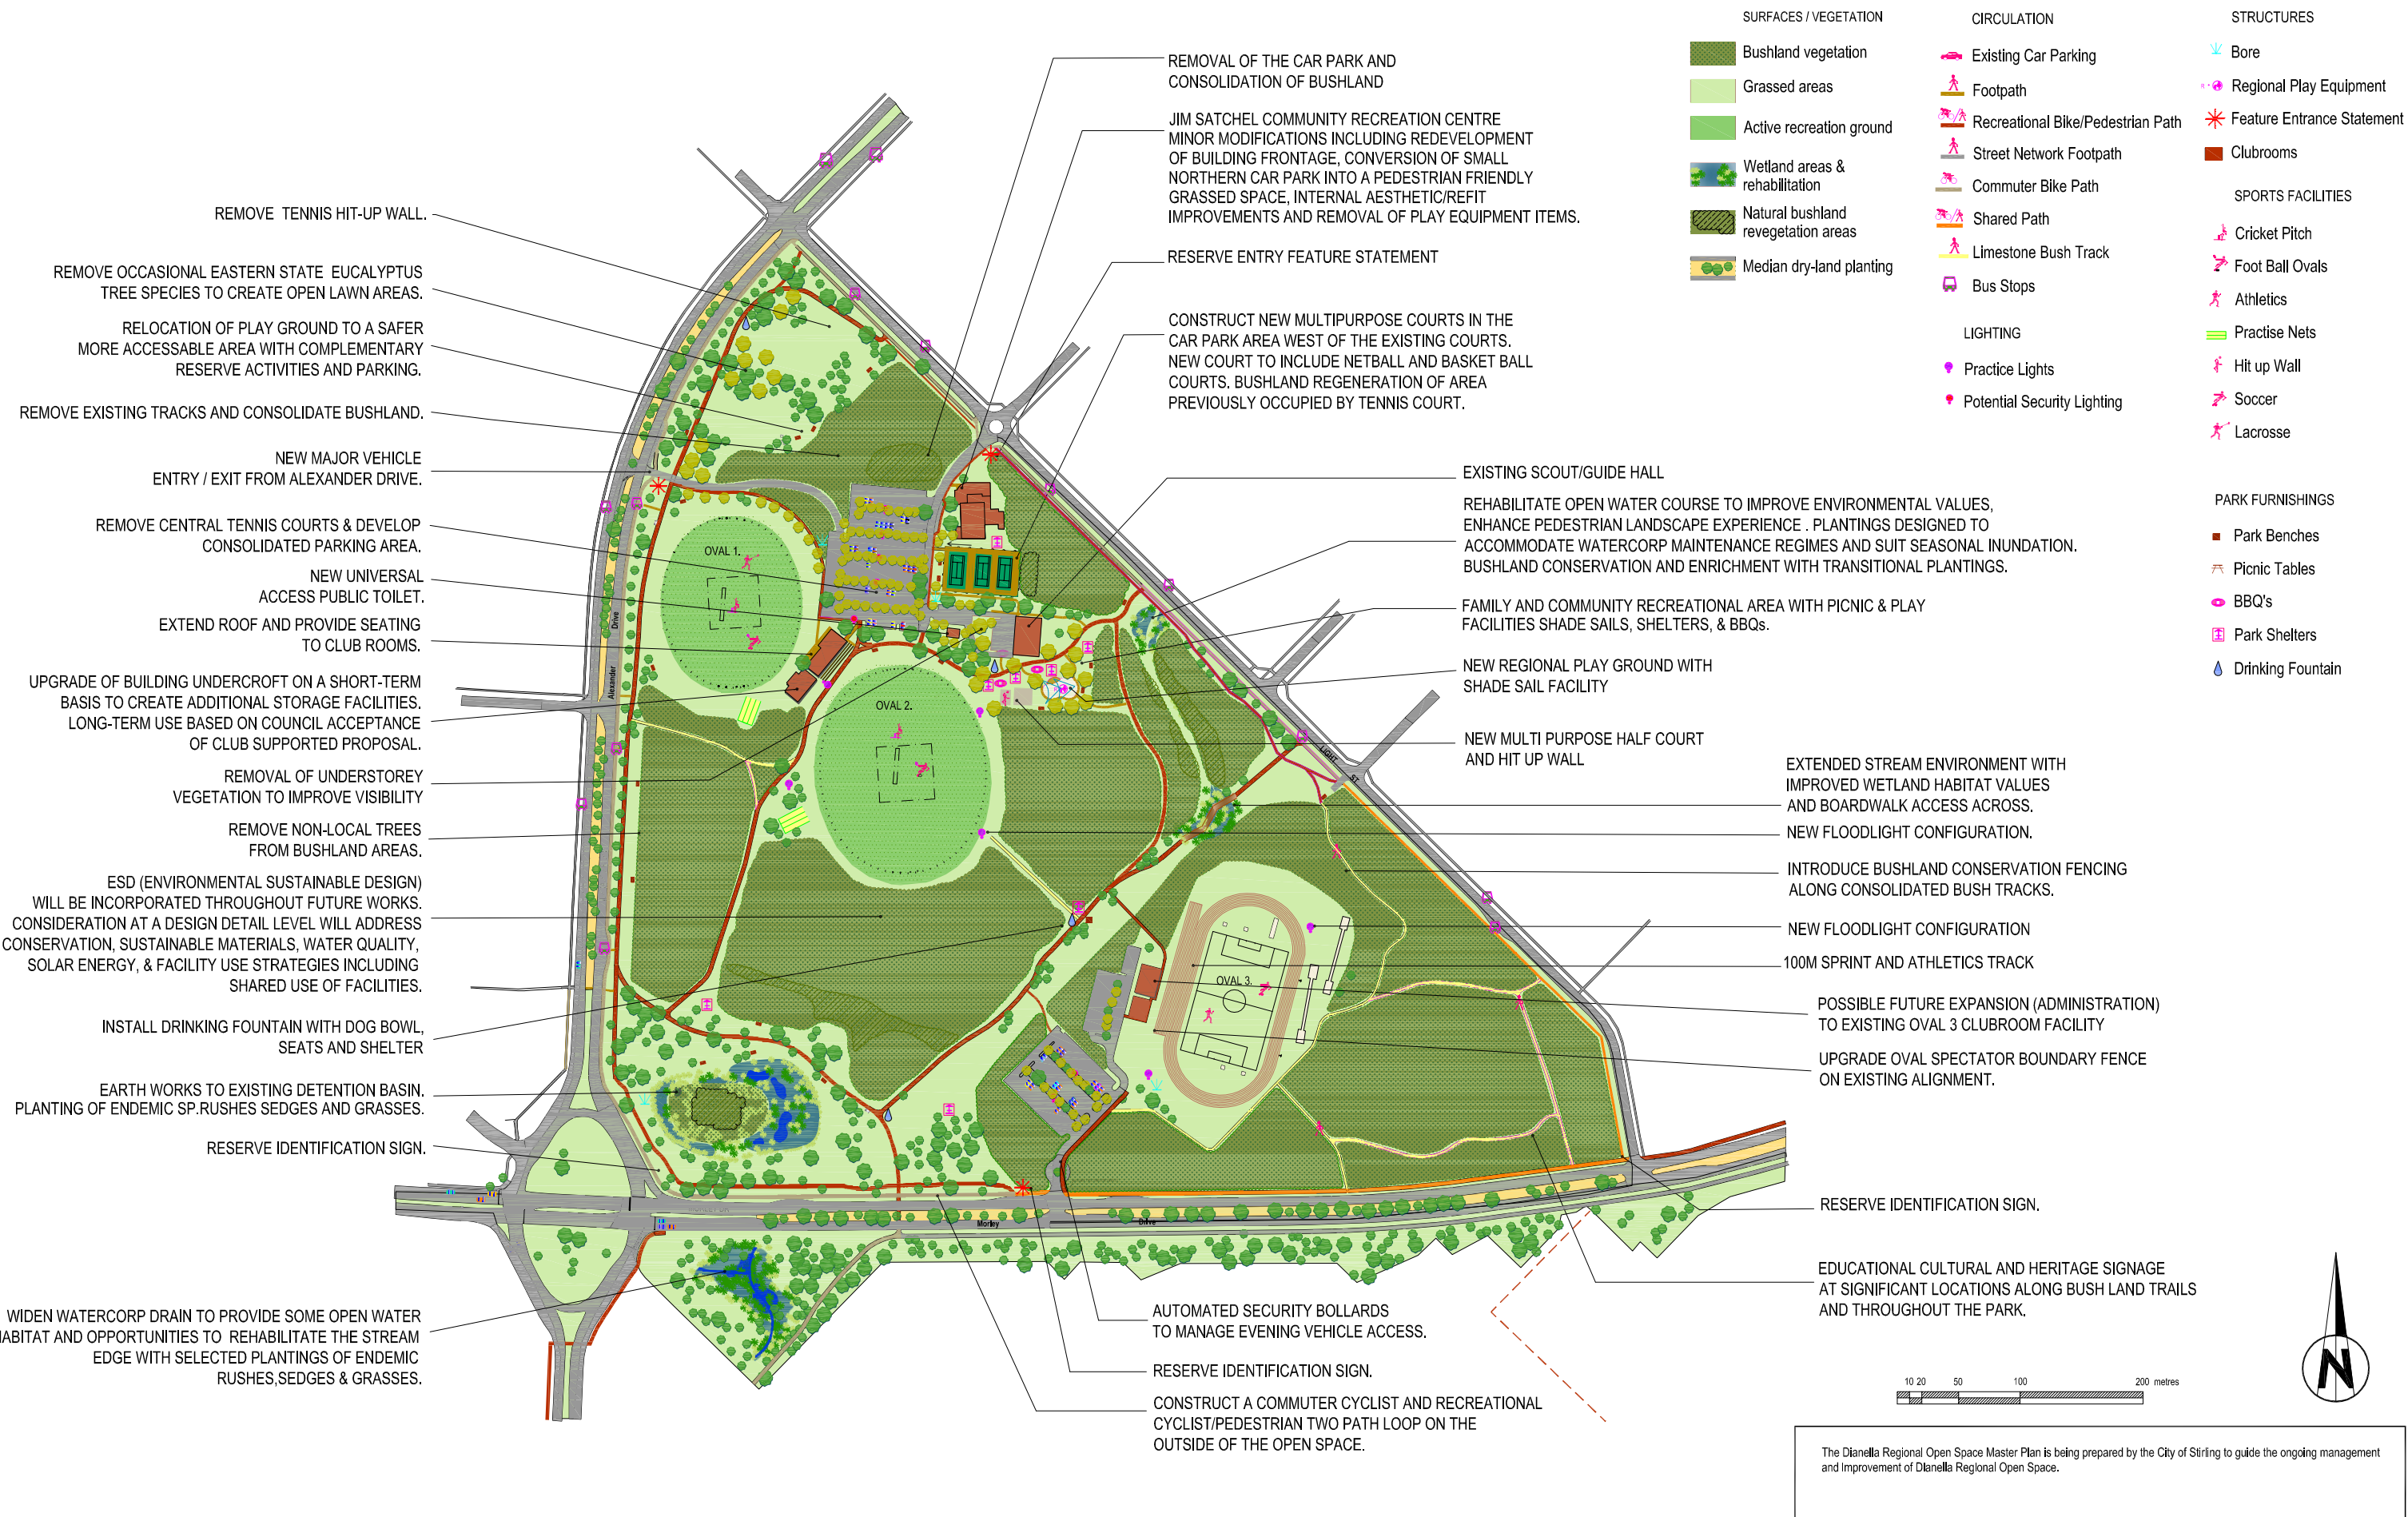 REMOVE  TENNIS HIT-UP WALL.
REMOVE OCCASIONAL EASTERN STATE  EUCALYPTUS
TREE SPECIES TO CREATE OPEN LAWN AREAS.
RELOCATION OF PLAY GROUND TO A SAFER
MORE ACCESSABLE AREA WITH COMPLEMENTARY
RESERVE ACTIVITIES AND PARKING.
REMOVE EXISTING TRACKS AND CONSOLIDATE BUSHLAND.
NEW MAJOR VEHICLE
ENTRY / EXIT FROM ALEXANDER DRIVE.
REMOVE CENTRAL TENNIS COURTS & DEVELOP
CONSOLIDATED PARKING AREA.
NEW UNIVERSAL
ACCESS PUBLIC TOILET.
EXTEND ROOF AND PROVIDE SEATING
TO CLUB ROOMS.
UPGRADE OF BUILDING UNDERCROFT ON A SHORT-TERM
BASIS TO CREATE ADDITIONAL STORAGE FACILITIES.
LONG-TERM USE BASED ON COUNCIL ACCEPTANCE
OF CLUB SUPPORTED PROPOSAL.
REMOVAL OF UNDERSTOREY
VEGETATION TO IMPROVE VISIBILITY
REMOVE NON-LOCAL TREES
FROM BUSHLAND AREAS.
ESD (ENVIRONMENTAL SUSTAINABLE DESIGN)
WILL BE INCORPORATED THROUGHOUT FUTURE WORKS.
CONSIDERATION AT A DESIGN DETAIL LEVEL WILL ADDRESS
CONSERVATION, SUSTAINABLE MATERIALS, WATER QUALITY,
SOLAR ENERGY, & FACILITY USE STRATEGIES INCLUDING
SHARED USE OF FACILITIES.
INSTALL DRINKING FOUNTAIN WITH DOG BOWL,
SEATS AND SHELTER
EARTH WORKS TO EXISTING DETENTION BASIN.
PLANTING OF ENDEMIC SP.RUSHES SEDGES AND GRASSES.
RESERVE IDENTIFICATION SIGN.
WIDEN WATERCORP DRAIN TO PROVIDE SOME OPEN WATER
HABITAT AND OPPORTUNITIES TO  REHABILITATE THE STREAM
EDGE WITH SELECTED PLANTINGS OF ENDEMIC
RUSHES,SEDGES & GRASSES.
REMOVAL OF THE CAR PARK AND
CONSOLIDATION OF BUSHLAND
JIM SATCHEL COMMUNITY RECREATION CENTRE
MINOR MODIFICATIONS INCLUDING REDEVELOPMENT
OF BUILDING FRONTAGE, CONVERSION OF SMALL
NORTHERN CAR PARK INTO A PEDESTRIAN FRIENDLY
GRASSED SPACE, INTERNAL AESTHETIC/REFIT
IMPROVEMENTS AND REMOVAL OF PLAY EQUIPMENT ITEMS.
RESERVE ENTRY FEATURE STATEMENT
CONSTRUCT NEW MULTIPURPOSE COURTS IN THE
CAR PARK AREA WEST OF THE EXISTING COURTS.
NEW COURT TO INCLUDE NETBALL AND BASKET BALL
COURTS. BUSHLAND REGENERATION OF AREA
PREVIOUSLY OCCUPIED BY TENNIS COURT.
EXISTING SCOUT/GUIDE HALL
REHABILITATE OPEN WATER COURSE TO IMPROVE ENVIRONMENTAL VALUES,
ENHANCE PEDESTRIAN LANDSCAPE EXPERIENCE . PLANTINGS DESIGNED TO
ACCOMMODATE WATERCORP MAINTENANCE REGIMES AND SUIT SEASONAL INUNDATION.
BUSHLAND CONSERVATION AND ENRICHMENT WITH TRANSITIONAL PLANTINGS.
FAMILY AND COMMUNITY RECREATIONAL AREA WITH PICNIC & PLAY
FACILITIES SHADE SAILS, SHELTERS, & BBQs.
NEW REGIONAL PLAY GROUND WITH
SHADE SAIL FACILITY
NEW MULTI PURPOSE HALF COURT
AND HIT UP WALL
EXTENDED STREAM ENVIRONMENT WITH
IMPROVED WETLAND HABITAT VALUES
AND BOARDWALK ACCESS ACROSS.
NEW FLOODLIGHT CONFIGURATION.
INTRODUCE BUSHLAND CONSERVATION FENCING
ALONG CONSOLIDATED BUSH TRACKS.
NEW FLOODLIGHT CONFIGURATION
100M SPRINT AND ATHLETICS TRACK
POSSIBLE FUTURE EXPANSION (ADMINISTRATION)
TO EXISTING OVAL 3 CLUBROOM FACILITY
UPGRADE OVAL SPECTATOR BOUNDARY FENCE
ON EXISTING ALIGNMENT.
RESERVE IDENTIFICATION SIGN.
EDUCATIONAL CULTURAL AND HERITAGE SIGNAGE
AT SIGNIFICANT LOCATIONS ALONG BUSH LAND TRAILS
AND THROUGHOUT THE PARK.
AUTOMATED SECURITY BOLLARDS
TO MANAGE EVENING VEHICLE ACCESS.
RESERVE IDENTIFICATION SIGN.
CONSTRUCT A COMMUTER CYCLIST AND RECREATIONAL
CYCLIST/PEDESTRIAN TWO PATH LOOP ON THE
OUTSIDE OF THE OPEN SPACE.
OVAL 1.
OVAL 2.
OVAL 3.
Alexander
Drive
LIGHT
ST
Morley
Drive
SURFACES / VEGETATION
Bushland vegetation
Grassed areas
Active recreation ground
Wetland areas &
rehabilitation
Natural bushland
revegetation areas
Median dry-land planting
CIRCULATION
Existing Car Parking
Footpath
Recreational Bike/Pedestrian Path
Street Network Footpath
Commuter Bike Path
Shared Path
Limestone Bush Track
Bus Stops
LIGHTING
Practice Lights
Potential Security Lighting
STRUCTURES
Bore
Regional Play Equipment
Feature Entrance Statement
Clubrooms
SPORTS FACILITIES
Cricket Pitch
Foot Ball Ovals
Athletics
Practise Nets
Hit up Wall
Soccer
Lacrosse
PARK FURNISHINGS
Park Benches
Picnic Tables
BBQ's
Park Shelters
Drinking Fountain
N
10 20 50 100 200 metres
The Dianella Regional Open Space Master Plan is being prepared by the City of Stirling to guide the ongoing management
and improvement of Dianella Regional Open Space.